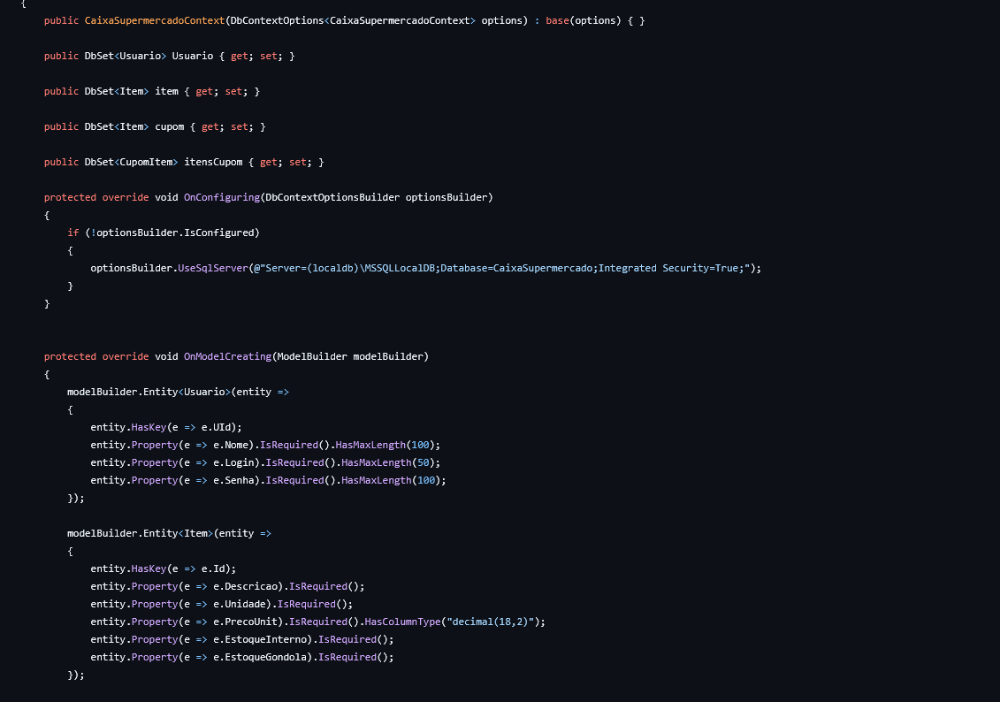 {
public CaixaSupermercadoContext(DbContextOptions<CaixaSupermercadoContext> options) : base(options) { }
public DbSet<Usuario> Usuario { get; set; }
public DbSet<Item> item { get; set; }
public DbSet<Item> cupom { get; set; }
public DbSet<CupomItem> itensCupom { get; set; }
protected override void OnConfiguring(DbContextOptionsBuilder optionsBuilder)
{
if (!optionsBuilder.IsConfigured)
{
optionsBuilder.UseSqlServer(@"Server=(localdb)\MSSQLLocalDB;Database=CaixaSupermercado;Integrated Security=True;");
}
}
protected override void OnModelCreating(ModelBuilder modelBuilder)
{
modelBuilder.Entity<Usuario>(entity =>
{
entity.HasKey(e => e.UId);
entity.Property(e => e.Nome).IsRequired().HasMaxLength(100);
entity.Property(e => e.Login).IsRequired().HasMaxLength(50);
entity.Property(e => e.Senha).IsRequired().HasMaxLength(100);
});
modelBuilder.Entity<Item>(entity =>
{
entity.HasKey(e => e.Id);
entity.Property(e => e.Descricao).IsRequired();
entity.Property(e => e.Unidade).IsRequired();
entity.Property(e => e.PrecoUnit).IsRequired().HasColumnType("decimal(18,2)");
entity.Property(e => e.EstoqueInterno).IsRequired();
entity.Property(e => e.EstoqueGondola).IsRequired();
});